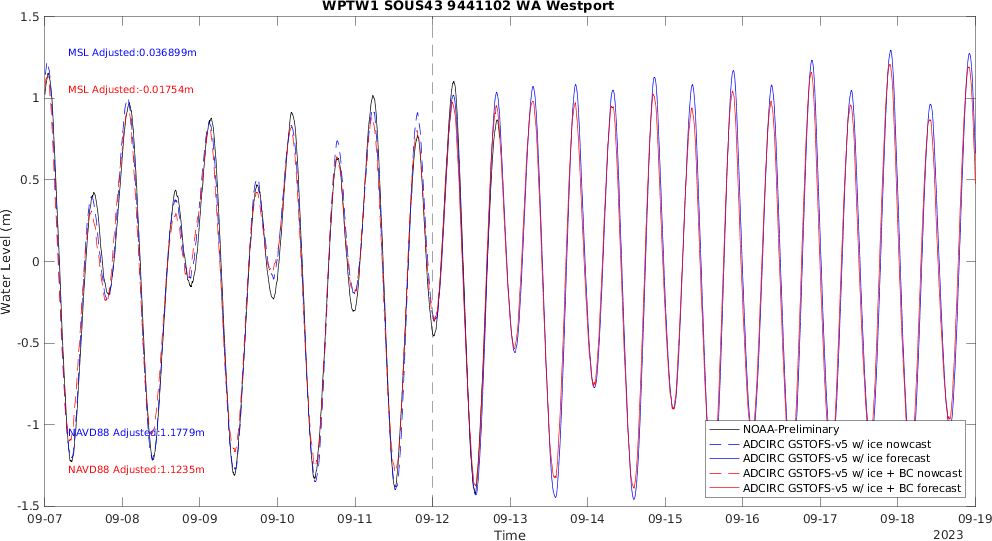 WPTW1 SOUS43 9441102 WA Westport
1.5
1
0.5
0
-0.5
-1
-1.5
Water Level (m)
MSL Adjusted:0.036899m
MSL Adjusted:-0.01754m
NAVD88 Adjusted:1.1779m
NAVD88 Adjusted:1.1235m
NOAA-Preliminary
ADCIRC GSTOFS-v5 w/ ice nowcast
ADCIRC GSTOFS-v5 w/ ice forecast
ADCIRC GSTOFS-v5 w/ ice + BC nowcast
ADCIRC GSTOFS-v5 w/ ice + BC forecast
09-07 09-08 09-09 09-10 09-11 09-12 09-13 09-14 09-15 09-16 09-17 09-18 09-19
Time
2023